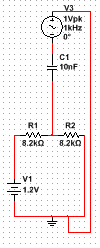 V3
1Vpk
1kHz
0°
C1
10nF
R1
R2
8.2kΩ
8.2kΩ
V1
1.2V